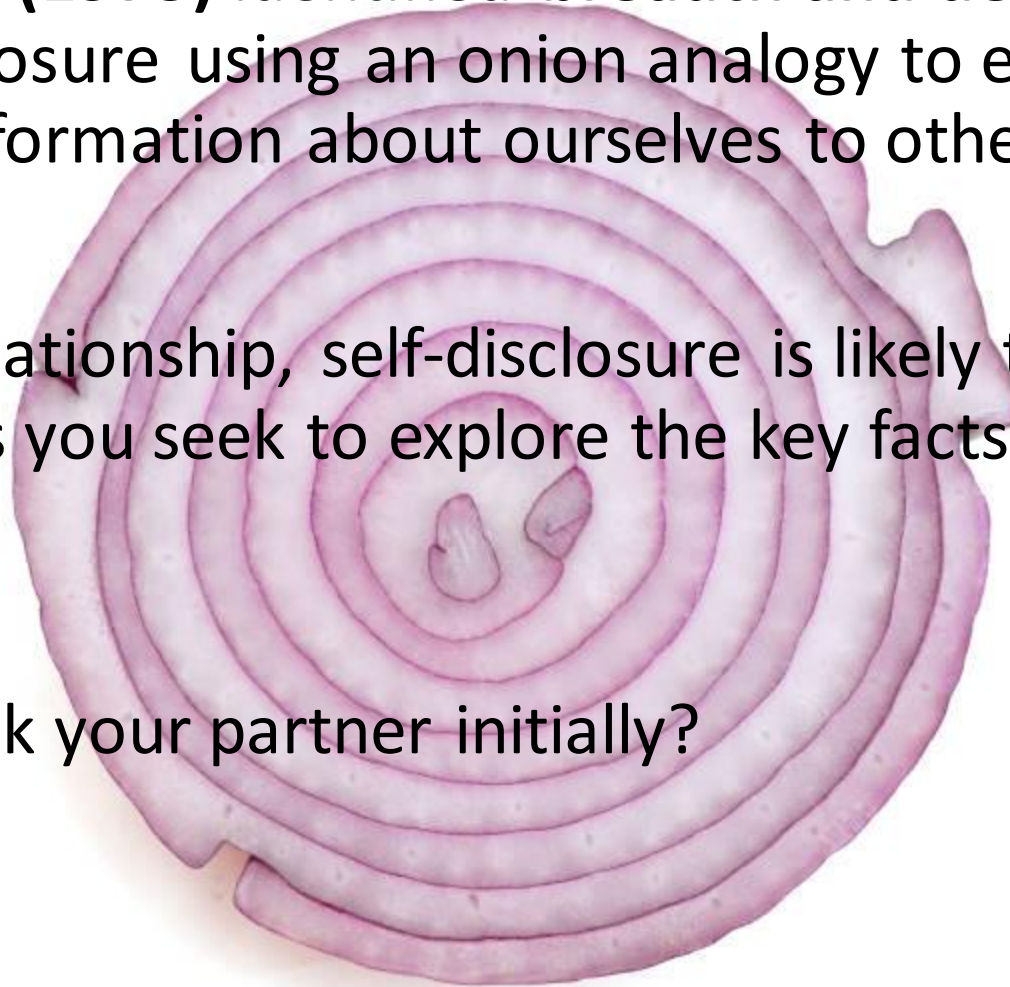 osure using an onion analogy to e
formation about ourselves to othe
ationship, self-disclosure is likely t
s you seek to explore the key facts
k your partner initially?